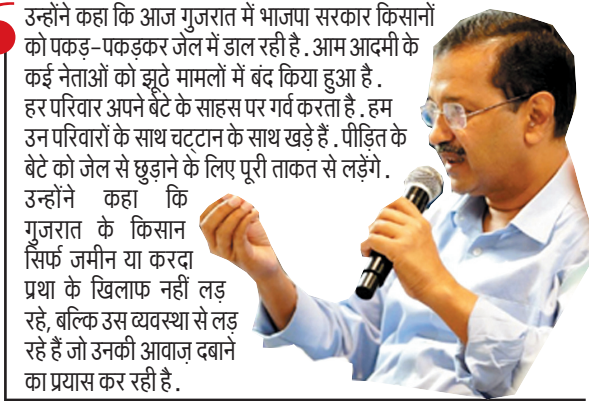 उन्होंने कहा कि आज गुजरात में भाजपा सरकार किसानों
को पकड़-पकड़कर जेल में डाल रही है. आम आदमी के
कई नेताओं को झूठे मामलों में बंद किया हुआ है.
हर परिवार अपने बेटे के साहस पर गर्व करता है. हम
उन परिवारों के साथ चट्टान के साथ खड़े हैं. पीड़ित के
बेटे को जेल से छुड़ाने के लिए पूरी ताकत से लड़ेंगे.
उन्होंने कहा कि
गुजरात के किसान
सिर्फ जमीन या करदा
प्रथा के खिलाफ नहीं लड़
रहे, बल्कि उस व्यवस्था से लड़
रहे हैं जो उनकी आवाज़ दबाने
का प्रयास कर रही है.